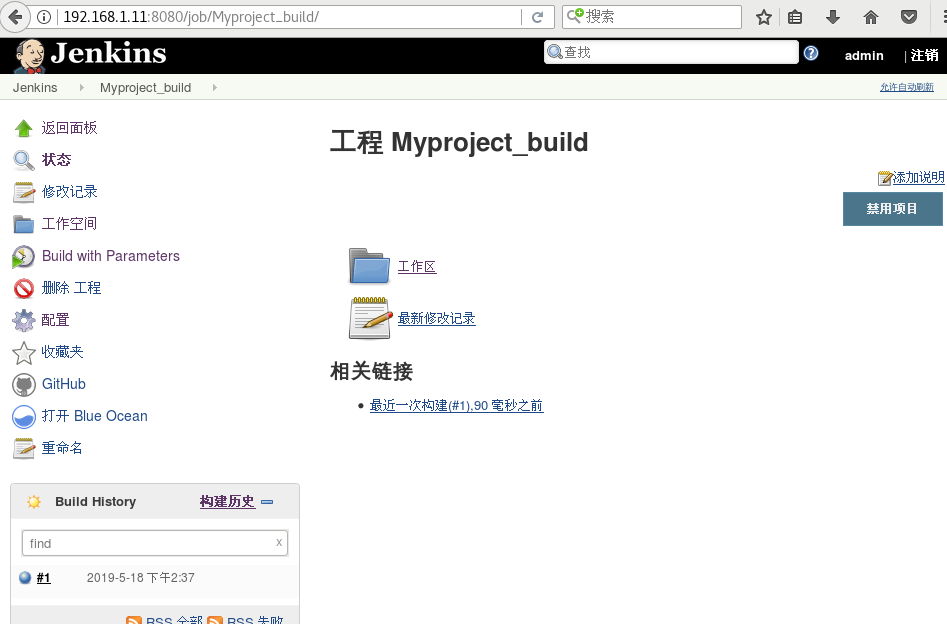 192.168.1.11:8080/job/Myproject_build/
搜索
Jenkins
查找
admin
| 注销
Jenkins
Myproject_build
允许自动刷新
返回面板
状态
修改记录
工作空间
Build with Parameters
删除 工程
配置
收藏夹
GitHub
打开 Blue Ocean
重命名
工程 Myproject_build
添加说明
禁用项目
工作区
最新修改记录
相关链接
最近一次构建(#1),90 毫秒之前
Build History
构建历史
find
x
#1
2019-5-18 下午2:37
RSS 全部
RSS 失败